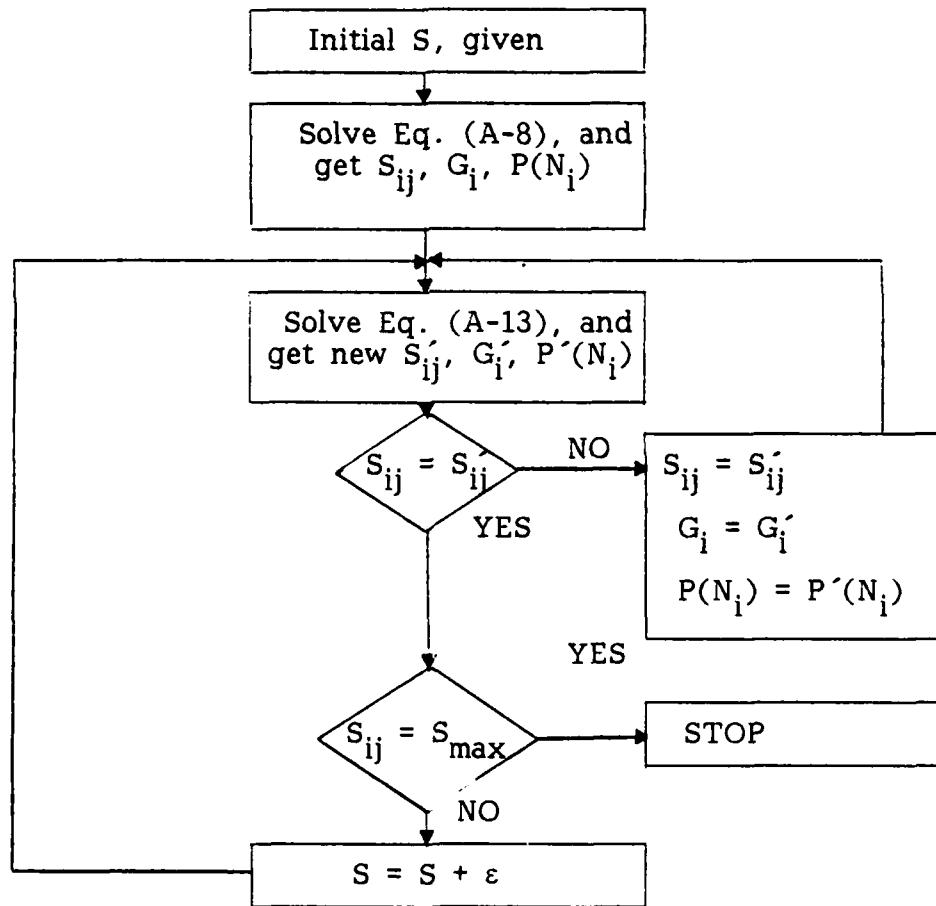 Initial S, given
Solve Eq. (A-8), and
get S_ij, G_i, P(N_i)
Solve Eq. (A-13), and
get new S´_ij, G´_i, P´(N_i)
S_ij = S´_ij
NO
YES
S_ij = S´_ij
G_i = G´_i
P(N_i) = P´(N_i)
YES
S_ij = S_max
STOP
NO
S = S + ε